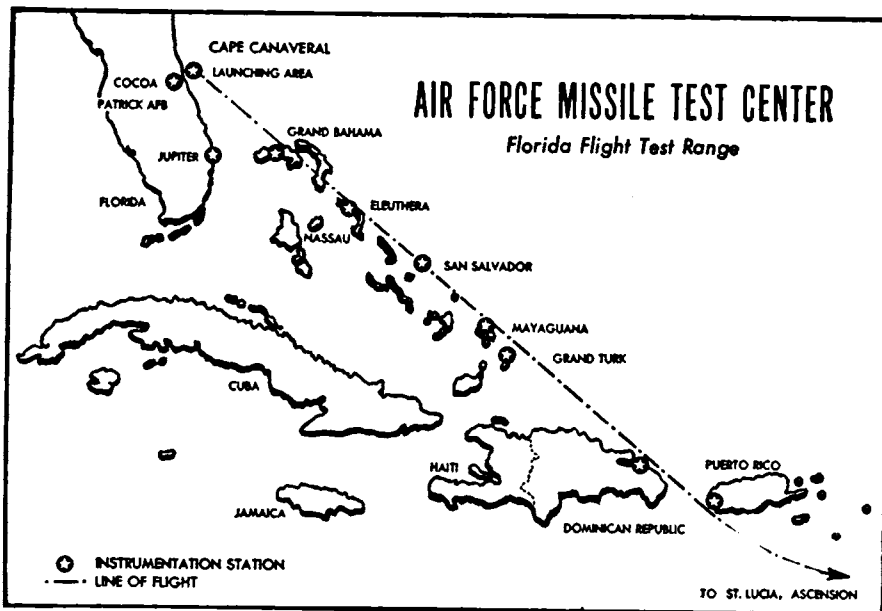 AIR FORCE MISSILE TEST CENTER
Florida Flight Test Range
CAPE CANAVERAL
LAUNCHING AREA
COCOA
PATRICK AFB
GRAND BAHAMA
JUPITER
FLORIDA
ELEUTHERA
NASSAU
SAN SALVADOR
MAYAGUANA
GRAND TURK
CUBA
HAITI
PUERTO RICO
JAMAICA
DOMINICAN REPUBLIC
INSTRUMENTATION STATION
LINE OF FLIGHT
TO ST. LUCIA, ASCENSION